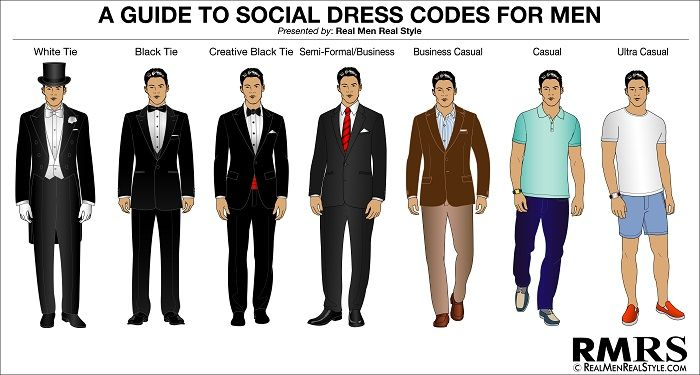 A GUIDE TO SOCIAL DRESS CODES FOR MEN
Presented by: Real Men Real Style
White Tie
Black Tie
Creative Black Tie
Semi-Formal/Business
Business Casual
Casual
Ultra Casual
RMRS
© REALMENREALSTYLE.COM